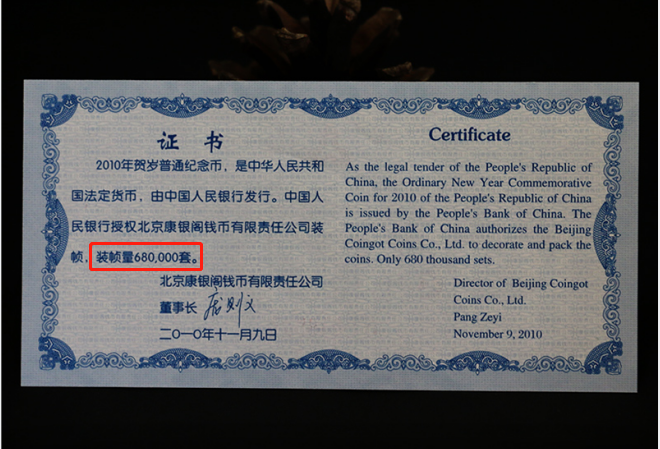 证书
2010年贺岁普通纪念币，是中华人民共和
国法定货币，由中国人民银行发行。中国人
民银行授权北京康银阁钱币有限责任公司装
帧，装帧量680,000套。
北京康银阁钱币有限责任公司
董事长
二○一○年十一月九日
Certificate
As the legal tender of the People's Republic of
China, the Ordinary New Year Commemorative
Coin for 2010 of the People's Republic of China
is issued by the People's Bank of China. The
People's Bank of China authorizes the Beijing
Coingot Coins Co., Ltd. to decorate and pack the
coins. Only 680 thousand sets.
Director of Beijing Coingot
Coins Co., Ltd.
Pang Zeyi
November 9, 2010